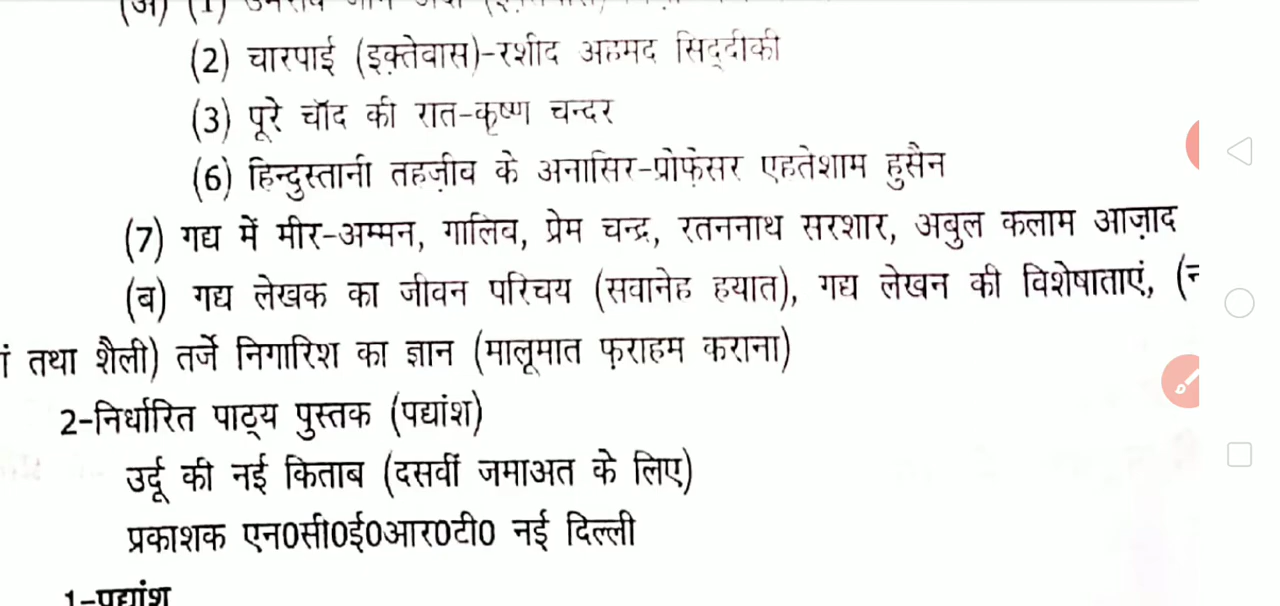 (2) चारपाई (इक़्तेवास)-रशीद अहमद सिद्दीकी
(3) पूरे चॉद की रात-कृष्ण चन्दर
(6) हिन्दुस्तानी तहज़ीव के अनासिर-प्रोफ़ेसर एहतेशाम हुसैन
(7) गद्य में मीर-अम्मन, गालिव, प्रेम चन्द्र, रतननाथ सरशार, अबुल कलाम आज़ाद
(ब) गद्य लेखक का जीवन परिचय (सवानेह हयात), गद्य लेखन की विशेषाताएं,
तथा शैली) तर्जे निगारिश का ज्ञान (मालूमात फ़राहम कराना)
2-निर्धारित पाठ्य पुस्तक (पद्यांश)
उर्दू की नई किताब (दसवीं जमाअत के लिए)
प्रकाशक एन0सी0ई0आर0टी0 नई दिल्ली
1-पद्यांश